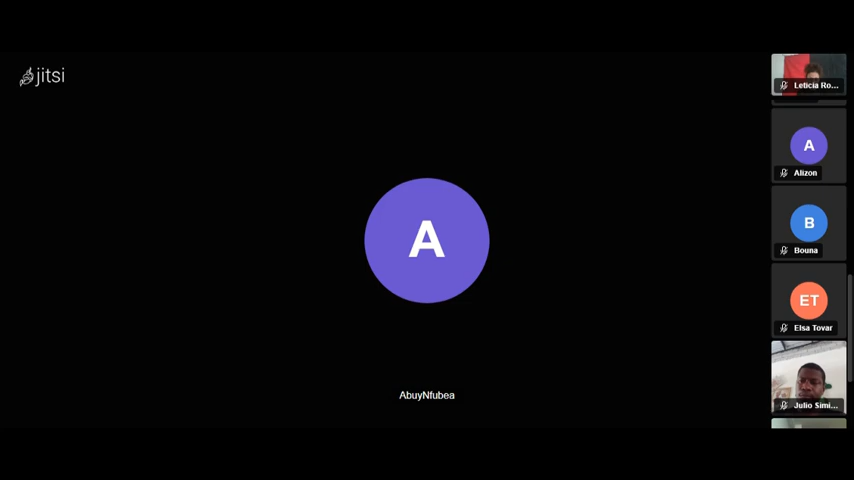 jitsi
A
AbuyNfubea
Leticia Ro...
A
Alizon
B
Bouna
ET
Elsa Tovar
Julio Simi...